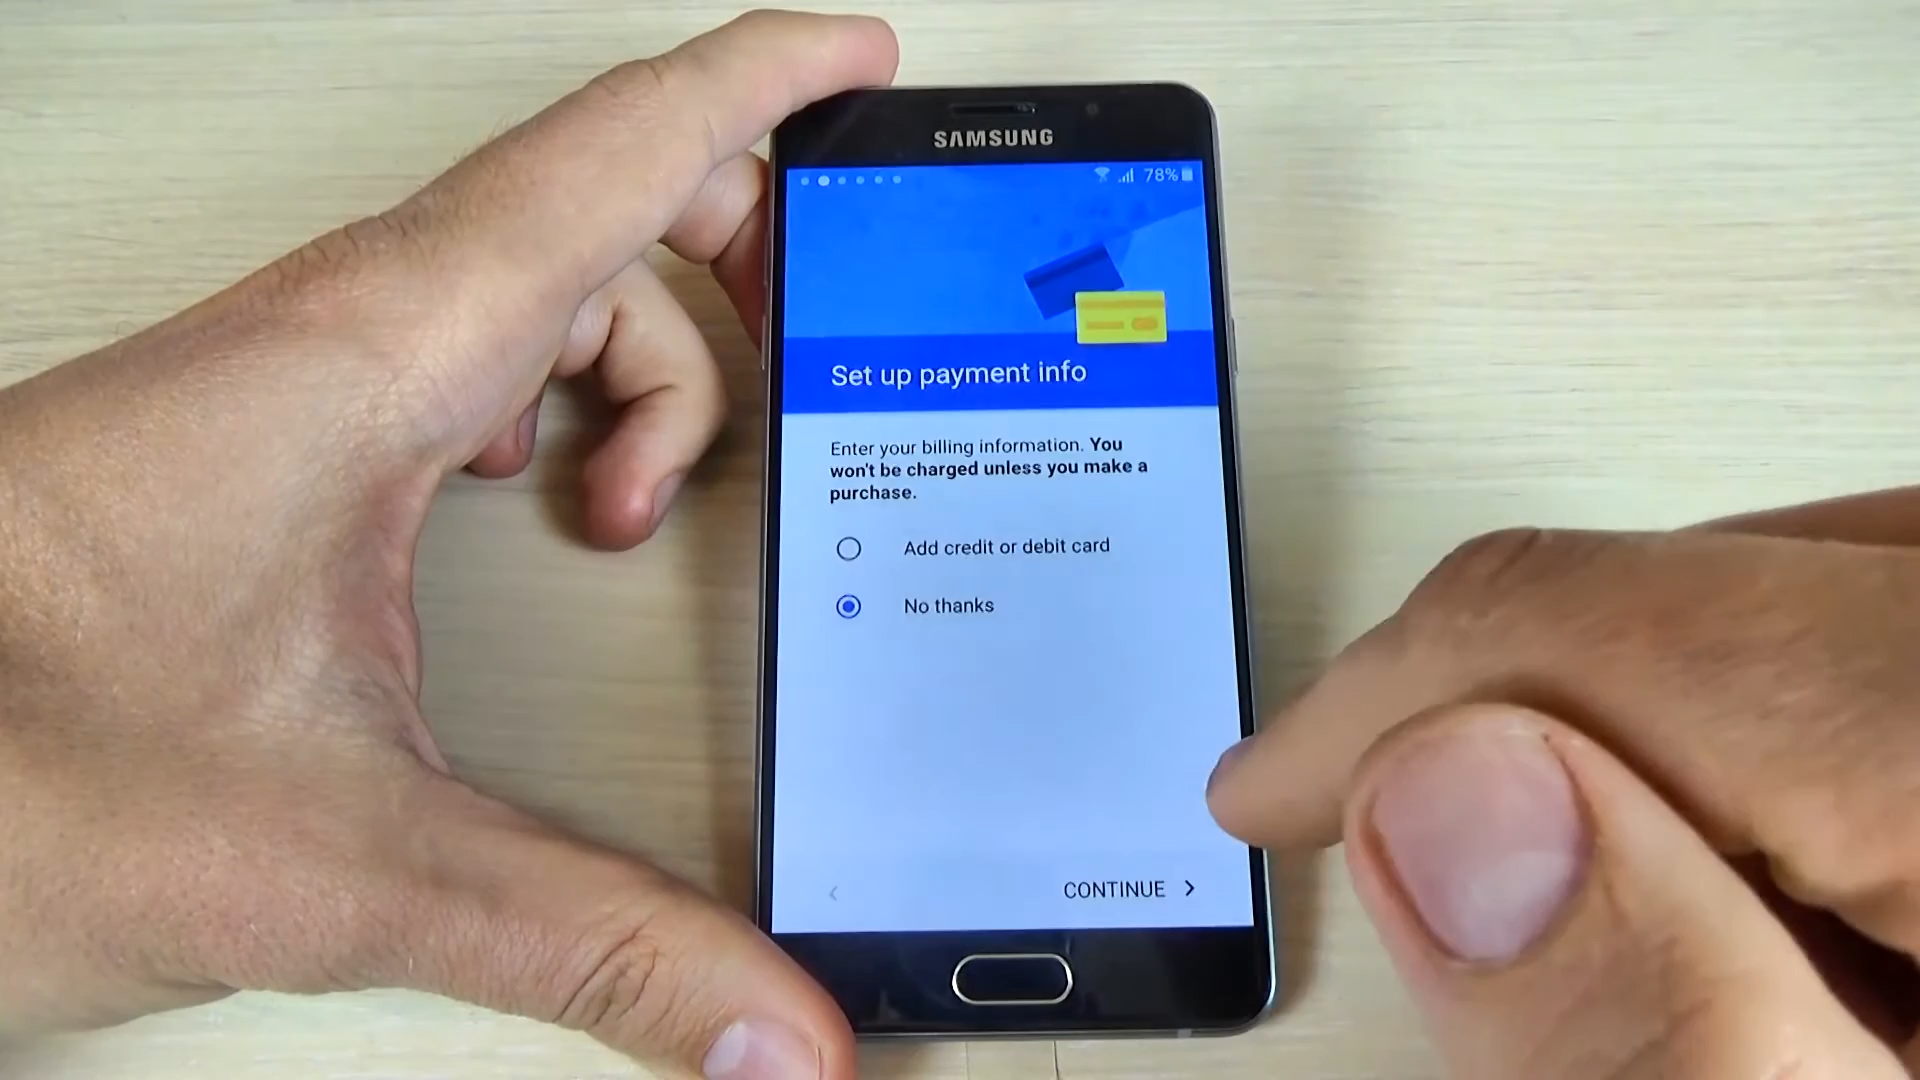 SAMSUNG
78%
Set up payment info
Enter your billing information. You
won't be charged unless you make a
purchase.
Add credit or debit card
No thanks
CONTINUE